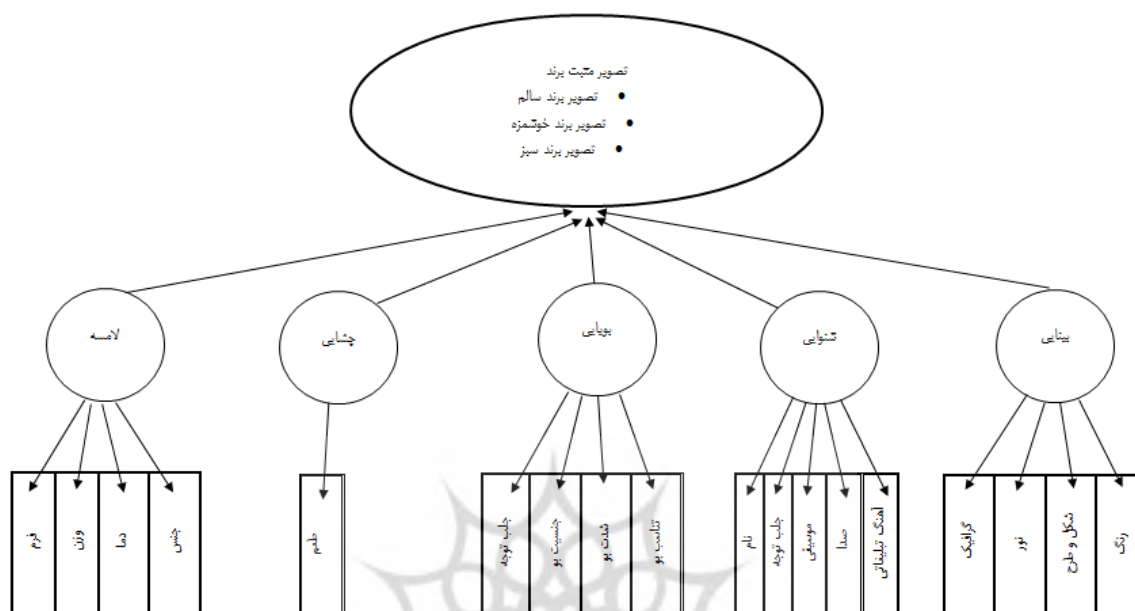 تصویر مثبت برند
• تصویر برند سالم
• تصویر برند خوشمزه
• تصویر برند سبز
بینایی
شنوایی
بویایی
چشایی
لامسه
رنگ
شکل و طرح
نور
گرافیک
آهنگ تبلیغاتی
صدا
موسیقی
جلب توجه
نام
تناسب بو
شدت بو
جنسیت بو
جلب توجه
طعم
جنس
دما
وزن
فرم